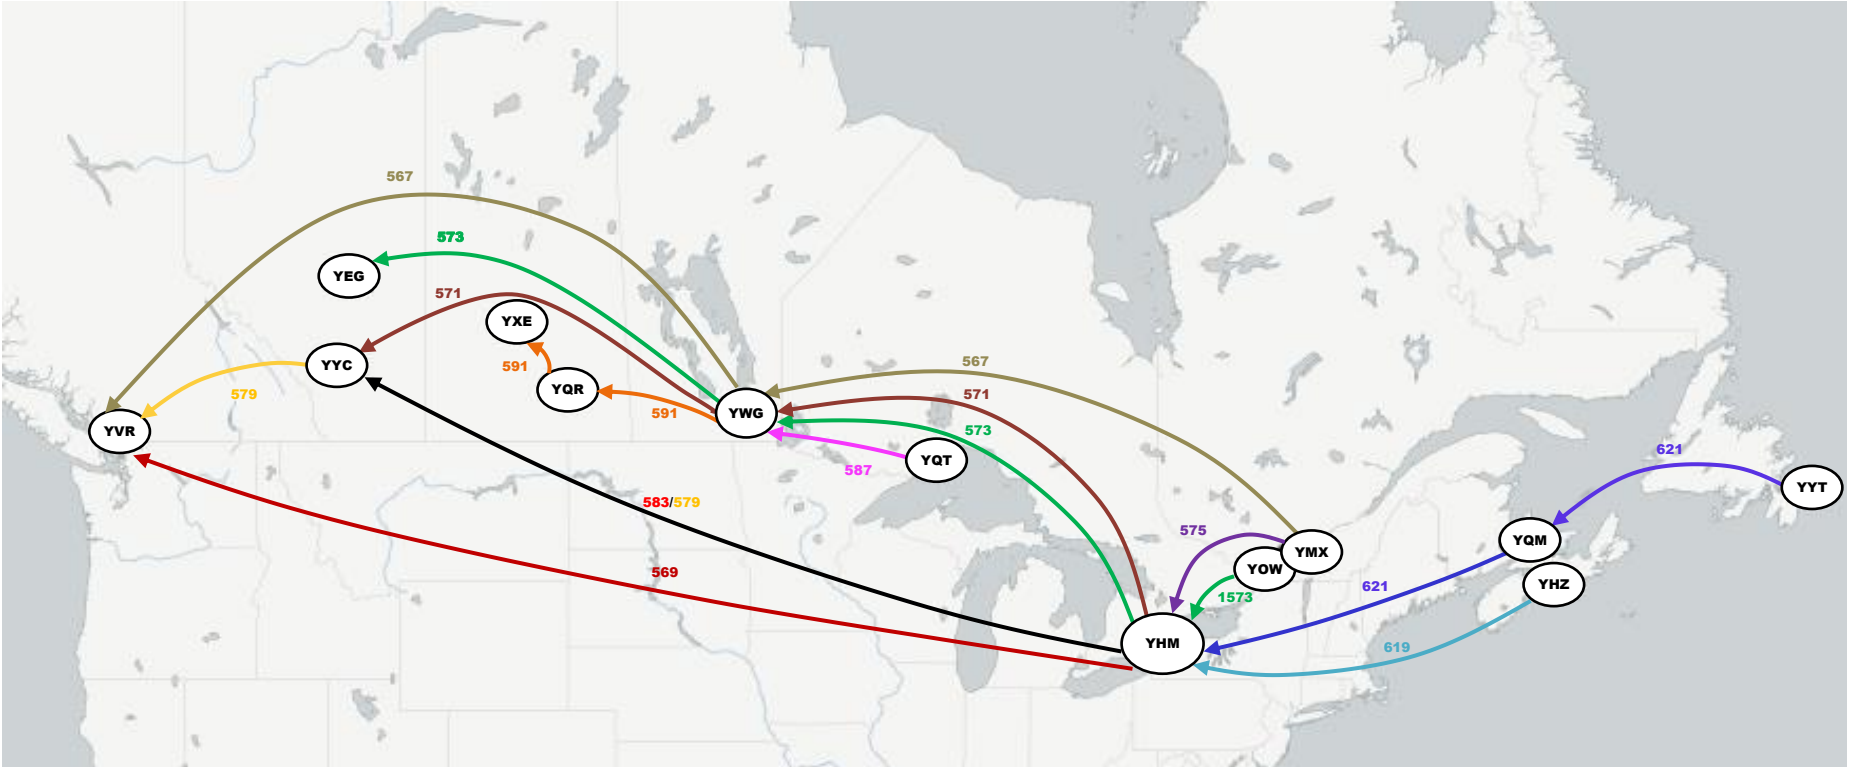 567
573
YEG
571
YXE
591
YYC
YQR
579
591
YWG
YVR
567
571
573
YQT
587
583/579
569
621
YYT
575
YMX
YQM
YOW
YHZ
1573
621
YHM
619